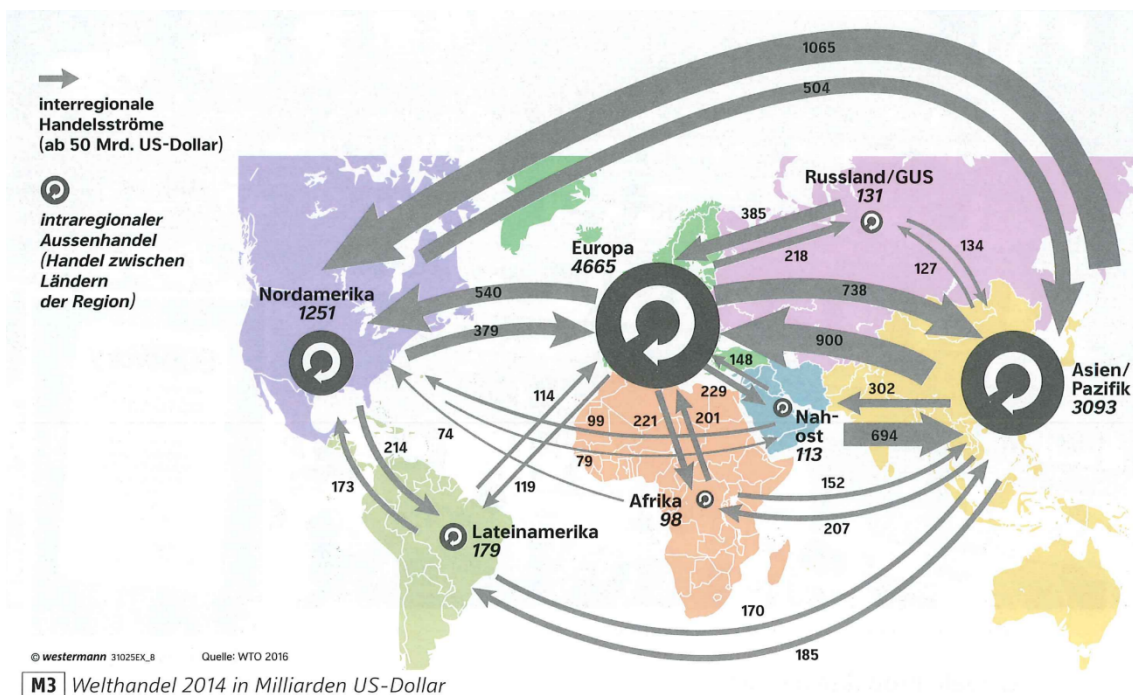 1065
504
interregionale
Handelsströme
(ab 50 Mrd. US-Dollar)
intraregionaler
Aussenhandel
(Handel zwischen
Ländern
der Region)
Russland/GUS
131
385
218
134
127
Europa
4665
Nordamerika
1251
540
379
738
900
148
229
Asien/
Pazifik
3093
302
694
Nah-
ost
113
114
99
221
201
74
79
214
173
119
Afrika
98
152
207
Lateinamerika
179
170
185
© westermann 31025EX_B Quelle: WTO 2016
M3 Welthandel 2014 in Milliarden US-Dollar